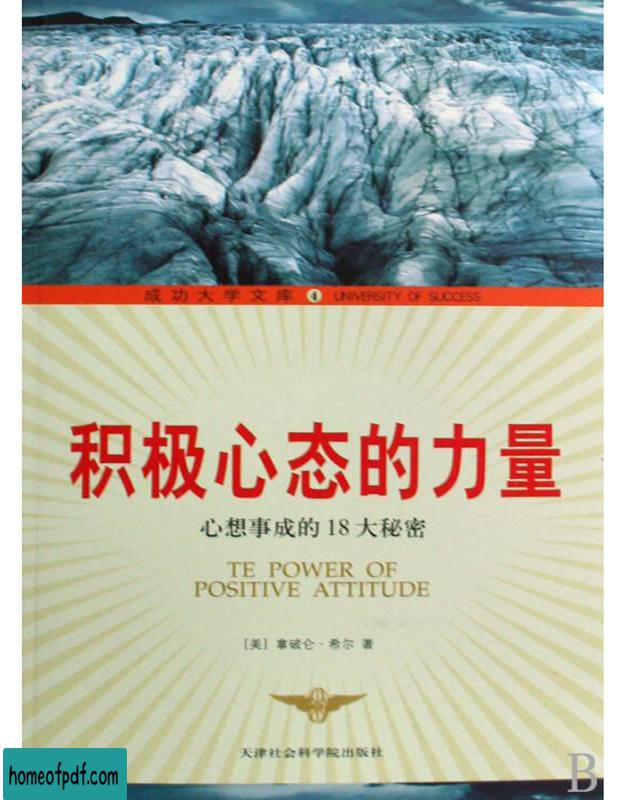 成功大学文库 4 UNIVERSITY OF SUCCESS
积极心态的力量
心想事成的18大秘密
TE POWER OF
POSITIVE ATTITUDE
[美] 拿破仑·希尔 著
天津社会科学院出版社
homeofpdf.com
B